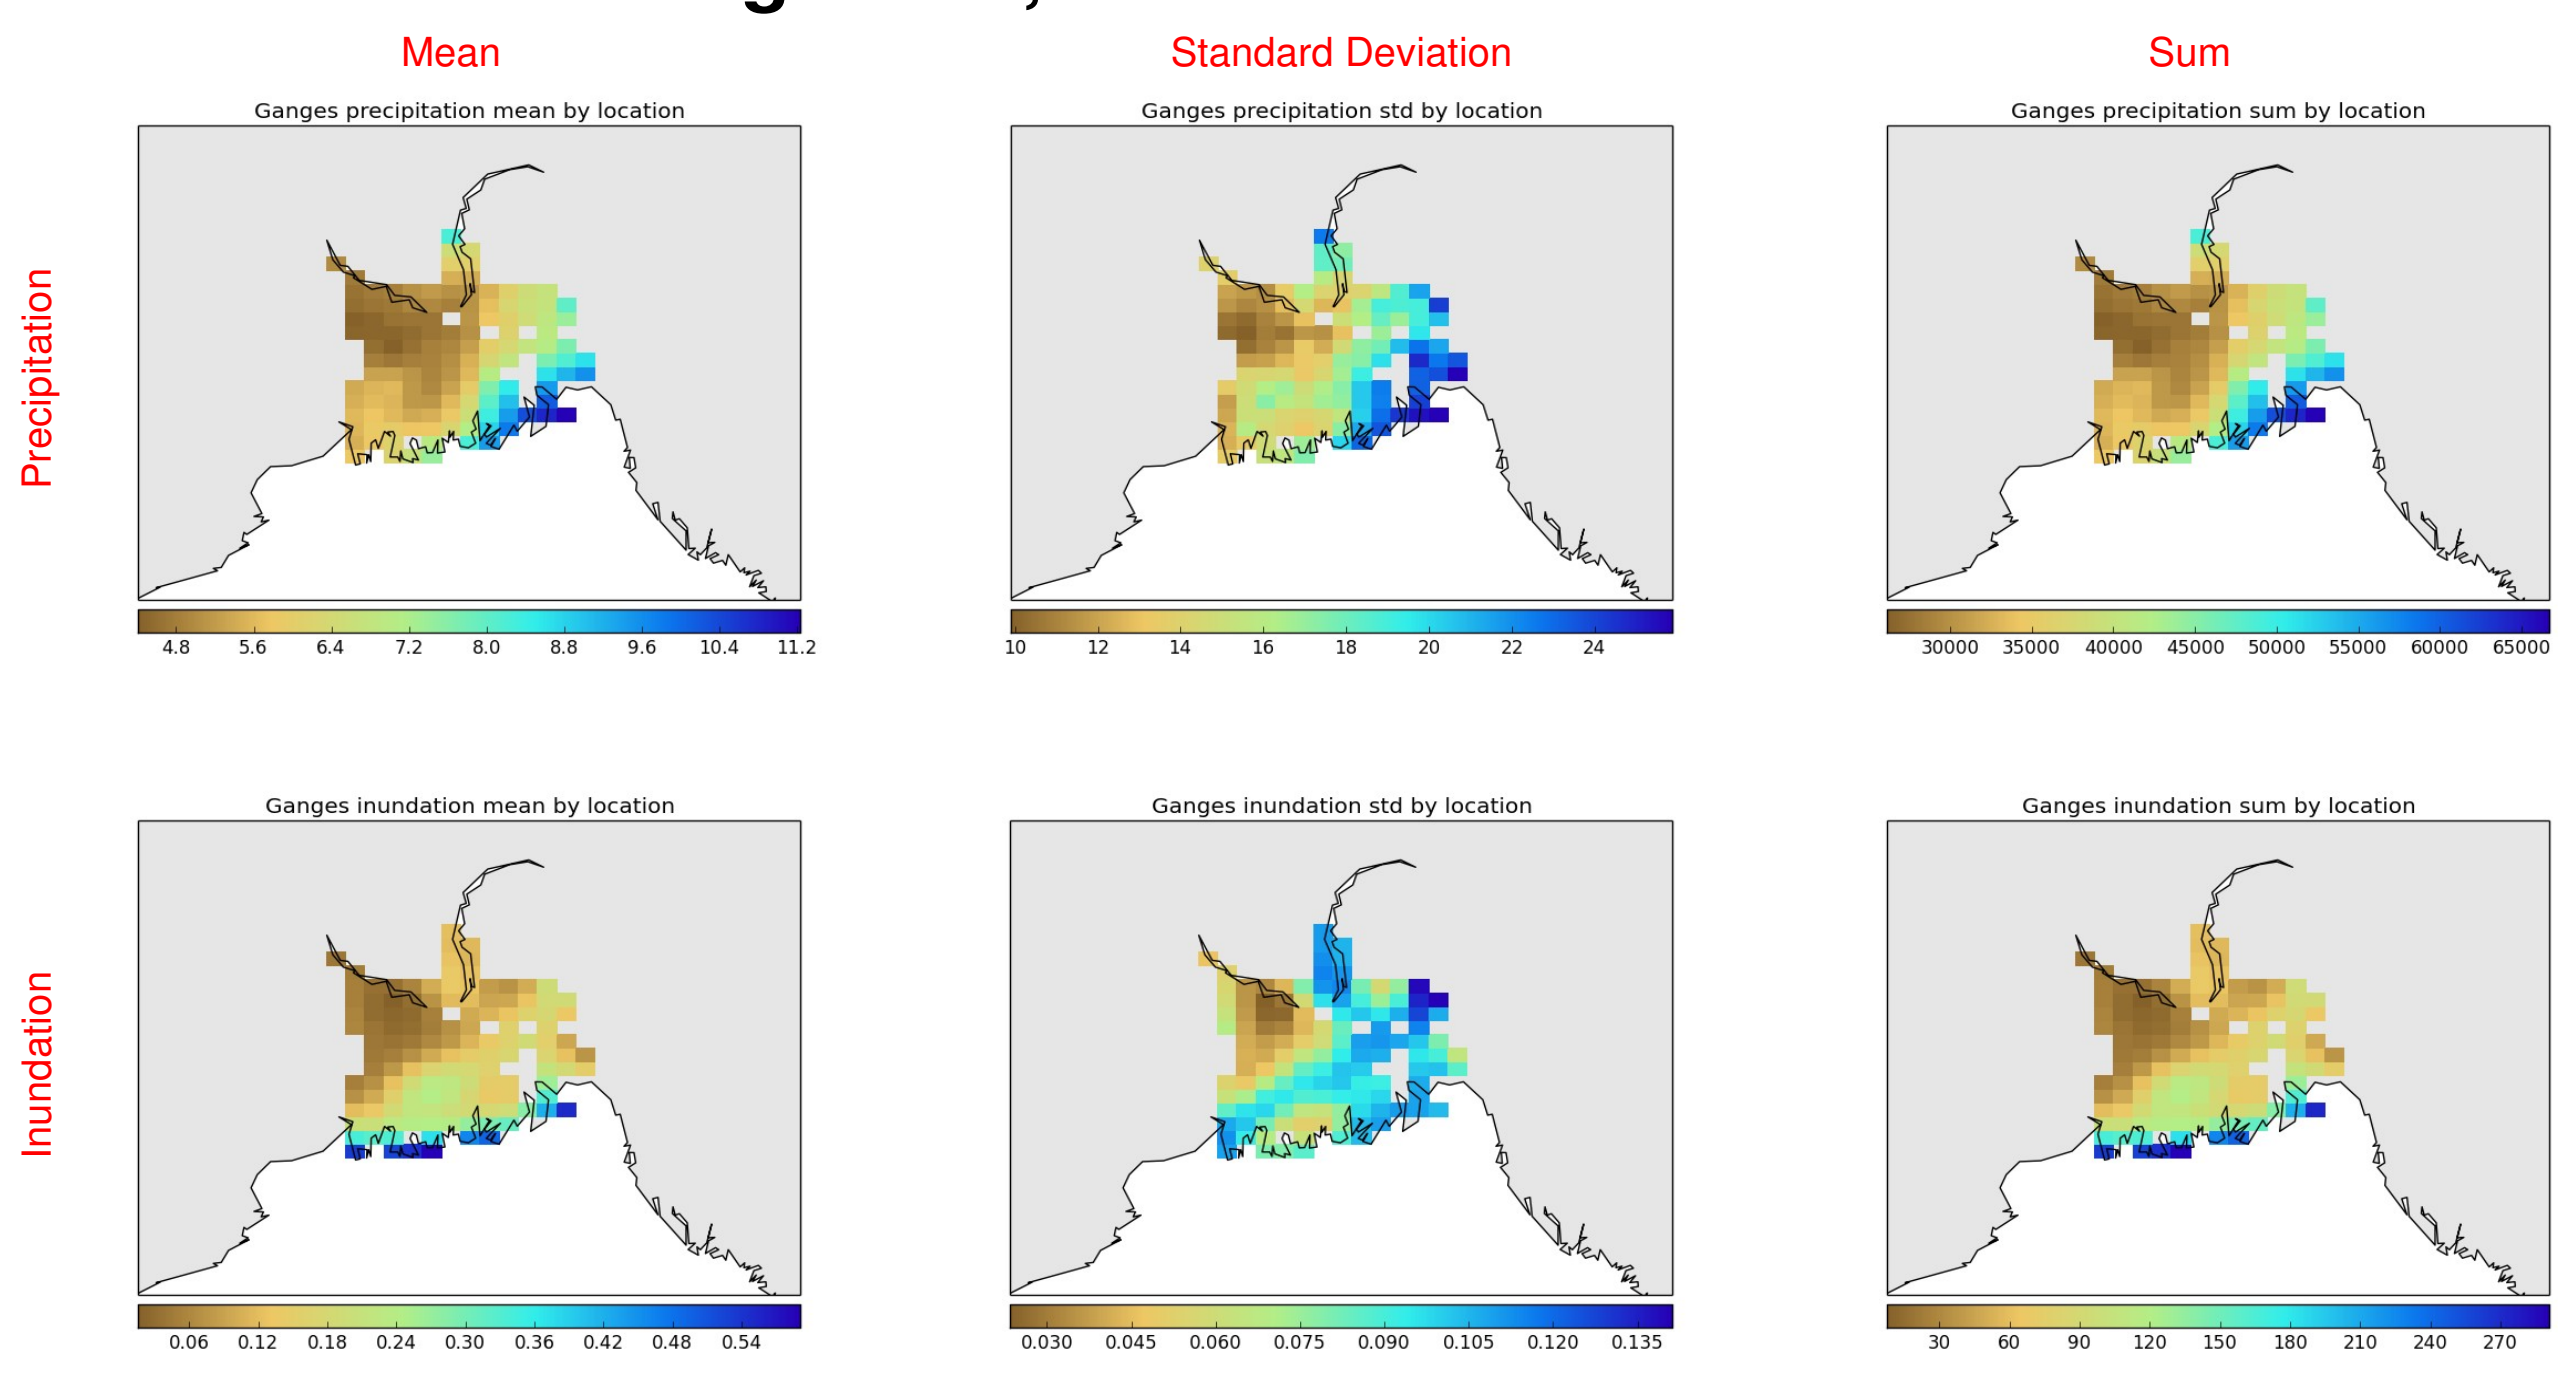 Mean
Standard Deviation
Sum
Precipitation
Ganges precipitation mean by location
4.8 5.6 6.4 7.2 8.0 8.8 9.6 10.4 11.2
Ganges precipitation std by location
10 12 14 16 18 20 22 24
Ganges precipitation sum by location
30000 35000 40000 45000 50000 55000 60000 65000
Inundation
Ganges inundation mean by location
0.06 0.12 0.18 0.24 0.30 0.36 0.42 0.48 0.54
Ganges inundation std by location
0.030 0.045 0.060 0.075 0.090 0.105 0.120 0.135
Ganges inundation sum by location
30 60 90 120 150 180 210 240 270